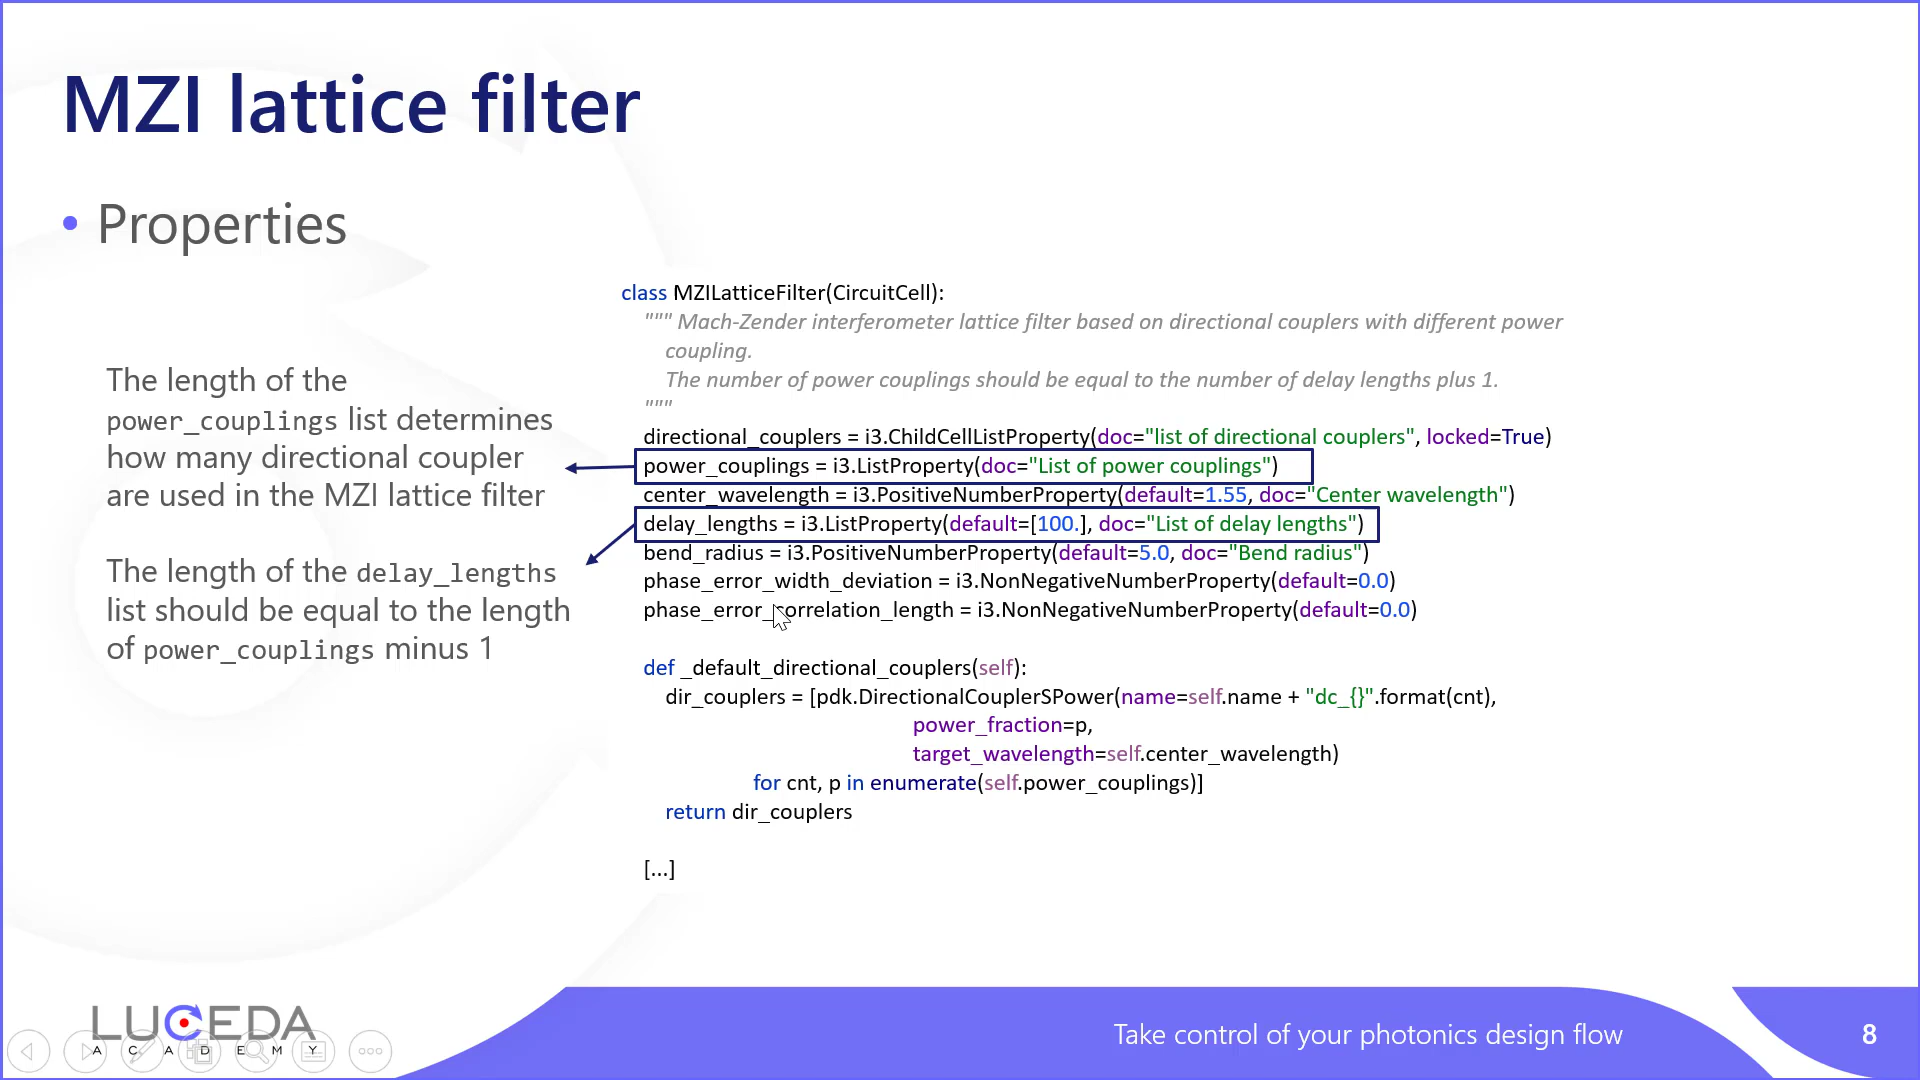 MZI lattice filter
• Properties
The length of the
power_couplings list determines
how many directional coupler
are used in the MZI lattice filter
The length of the delay_lengths
list should be equal to the length
of power_couplings minus 1
class MZILatticeFilter(CircuitCell):
""" Mach-Zender interferometer lattice filter based on directional couplers with different power
coupling.
The number of power couplings should be equal to the number of delay lengths plus 1.
"""
directional_couplers = i3.ChildCellListProperty(doc="list of directional couplers", locked=True)
power_couplings = i3.ListProperty(doc="List of power couplings")
center_wavelength = i3.PositiveNumberProperty(default=1.55, doc="Center wavelength")
delay_lengths = i3.ListProperty(default=[100.], doc="List of delay lengths")
bend_radius = i3.PositiveNumberProperty(default=5.0, doc="Bend radius")
phase_error_width_deviation = i3.NonNegativeNumberProperty(default=0.0)
phase_error_correlation_length = i3.NonNegativeNumberProperty(default=0.0)
def _default_directional_couplers(self):
dir_couplers = [pdk.DirectionalCouplerSPower(name=self.name + "dc_{}".format(cnt),
power_fraction=p,
target_wavelength=self.center_wavelength)
for cnt, p in enumerate(self.power_couplings)]
return dir_couplers
[...]
LUCEDA
ACADEMY
Take control of your photonics design flow
8